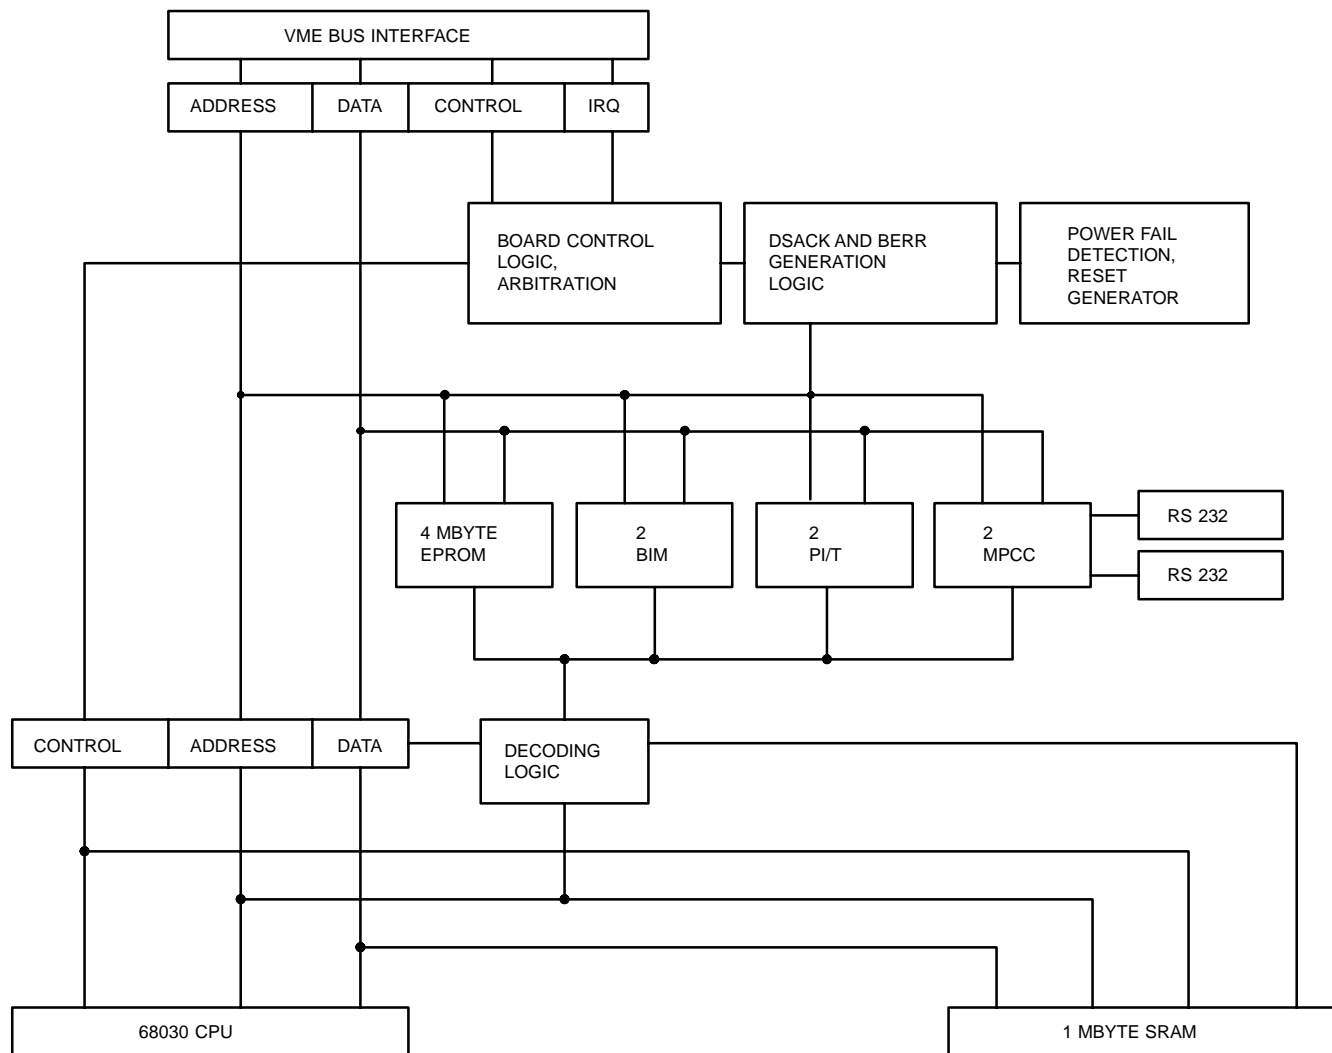 VME BUS INTERFACE
ADDRESS
DATA
CONTROL
IRQ
BOARD CONTROL
LOGIC,
ARBITRATION
DSACK AND BERR
GENERATION
LOGIC
POWER FAIL
DETECTION,
RESET
GENERATOR
4 MBYTE
EPROM
2
BIM
2
PI/T
2
MPCC
RS 232
RS 232
CONTROL
ADDRESS
DATA
DECODING
LOGIC
68030 CPU
1 MBYTE SRAM